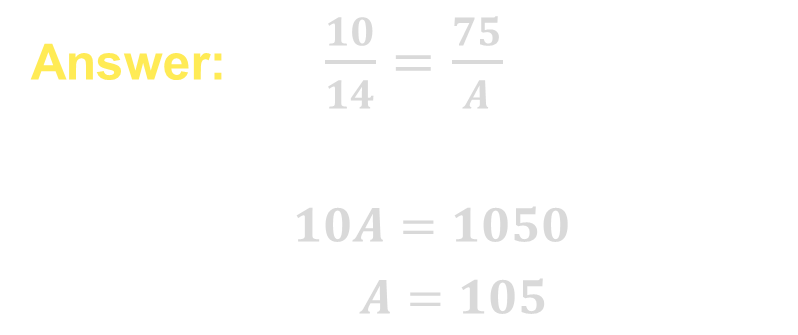 Answer: 10/14 = 75/A
10A = 1050
A = 105